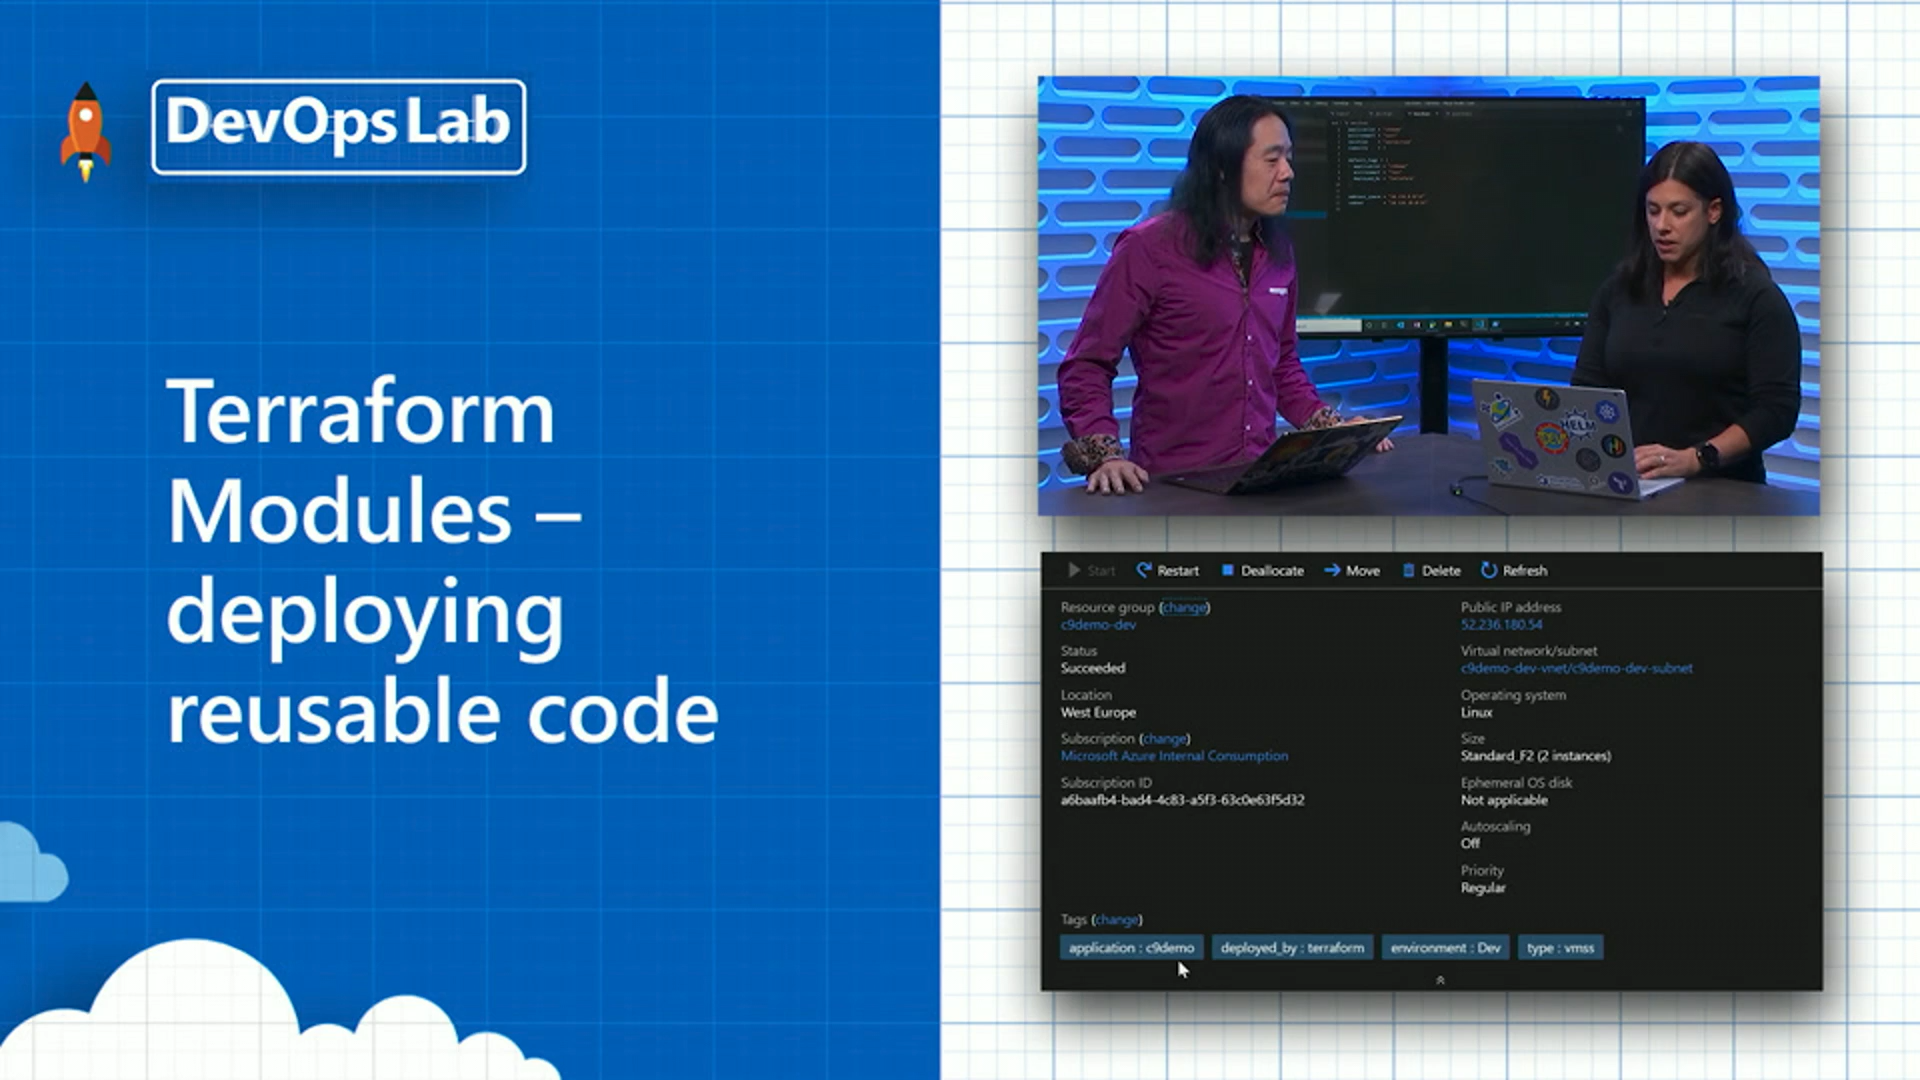 DevOps Lab
Terraform
Modules –
deploying
reusable code
HELM
DEV
Start Restart Deallocate Move Delete Refresh
Resource group (change)
c9demo-dev
Status
Succeeded
Location
West Europe
Subscription (change)
Microsoft Azure Internal Consumption
Subscription ID
a6baafb4-bad4-4c83-a5f3-63c0e63f5d32
Public IP address
52.236.180.54
Virtual network/subnet
c9demo-dev-vnet/c9demo-dev-subnet
Operating system
Linux
Size
Standard_F2 (2 instances)
Ephemeral OS disk
Not applicable
Autoscaling
Off
Priority
Regular
Tags (change)
application : c9demo deployed_by : terraform environment : Dev type : vmss